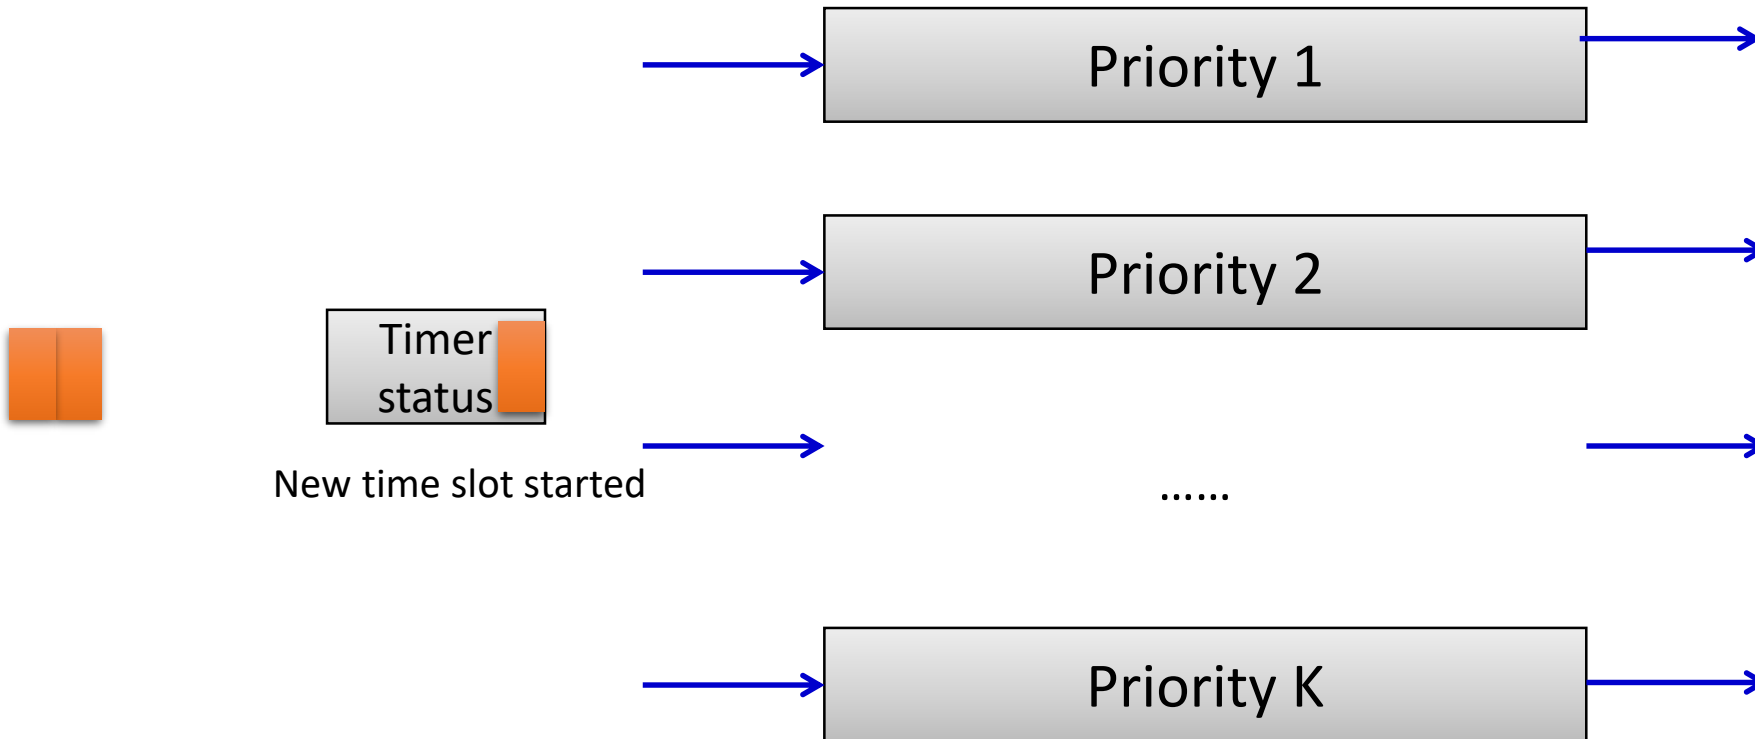 Priority 1
Priority 2
Timer
status
New time slot started
......
Priority K